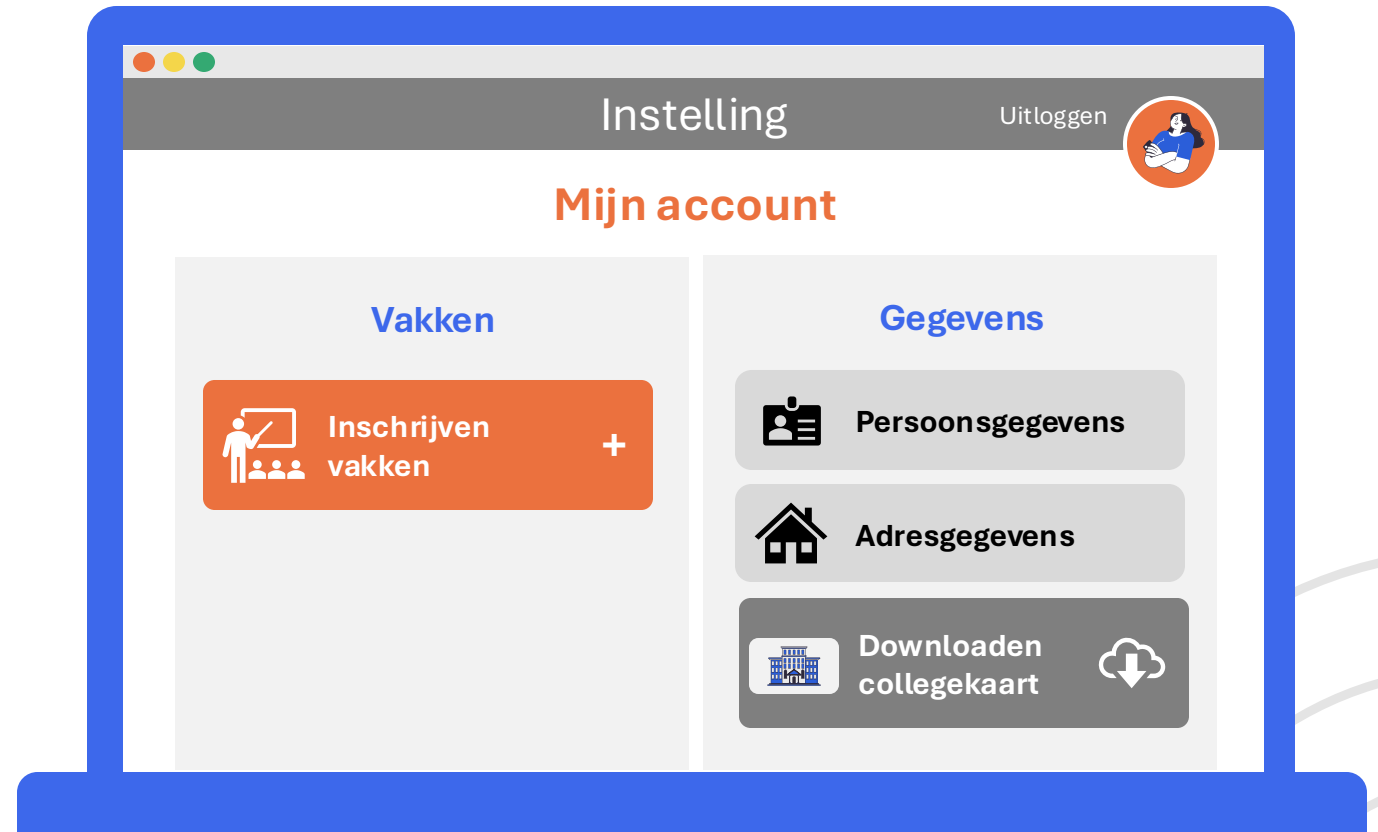 Instelling
Uitloggen
Mijn account
Vakken
Inschrijven
vakken
+
Gegevens
Persoonsgegevens
Adresgegevens
Downloaden
collegekaart